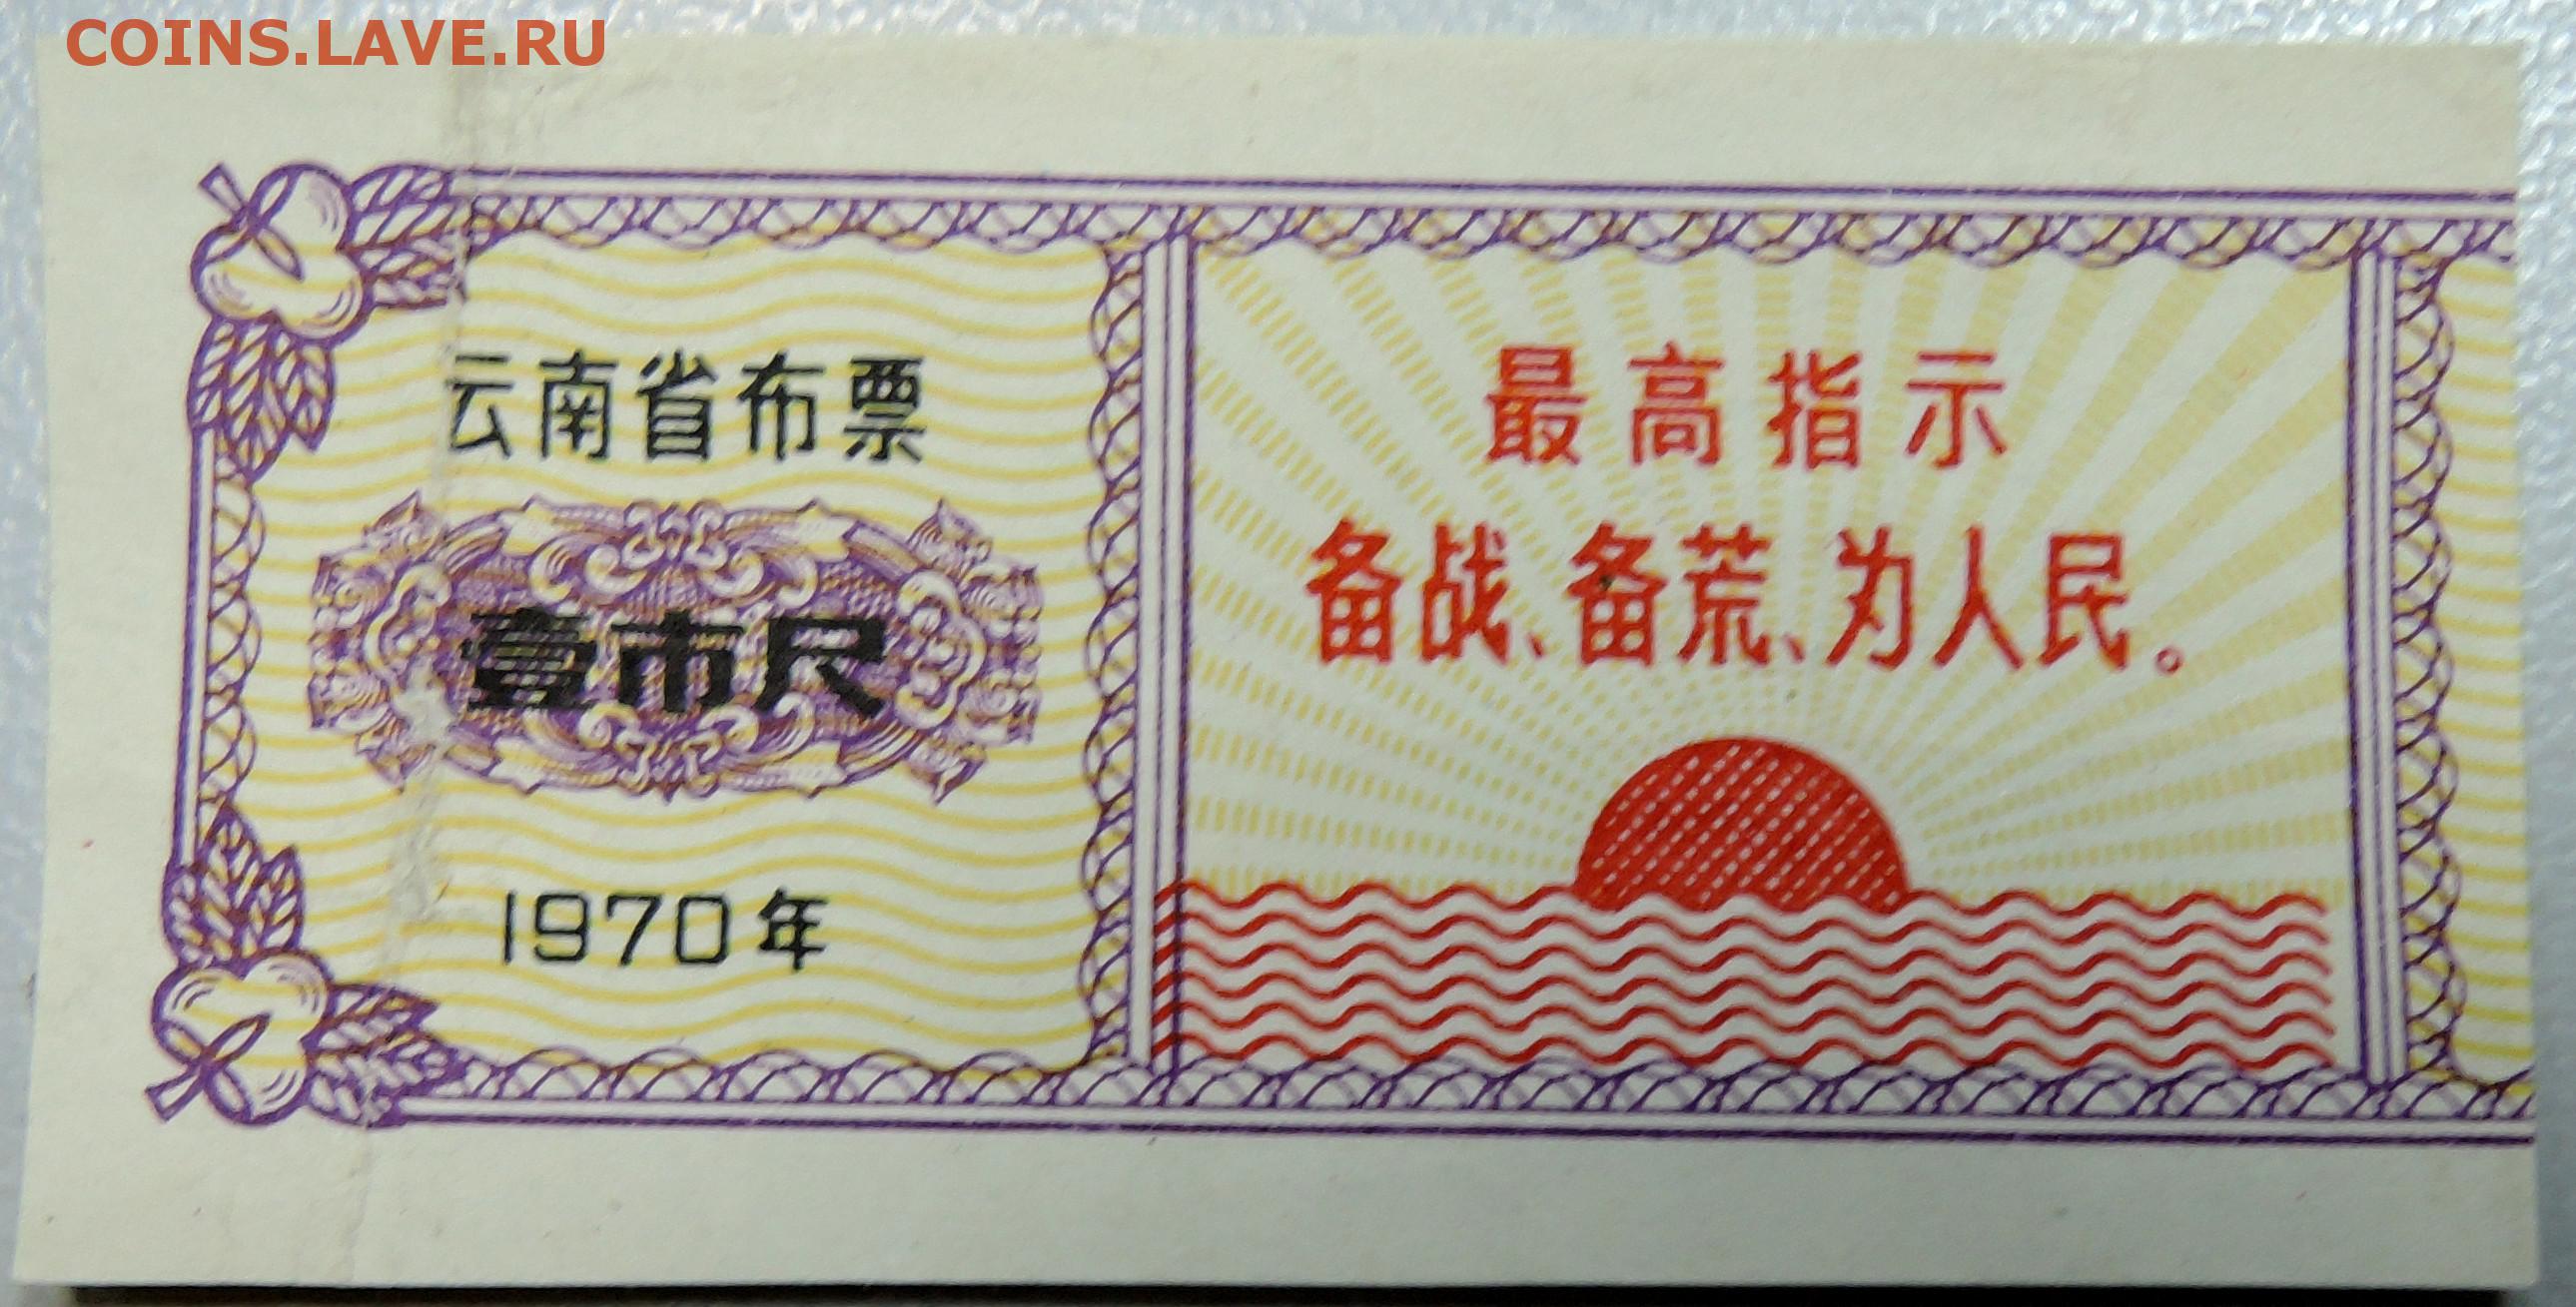 COINS.LAVE.RU
云南省布票
壹市尺
1970年
最高指示
备战、备荒、为人民。